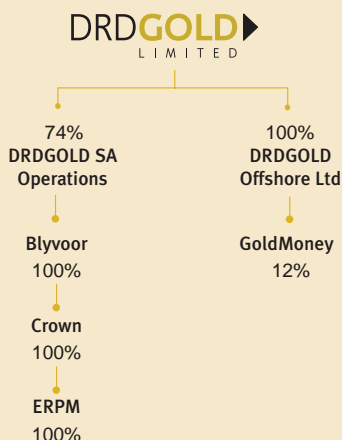 DRDGOLD
LIMITED
74%
DRDGOLD SA
Operations
Blyvoor
100%
Crown
100%
ERPM
100%
100%
DRDGOLD
Offshore Ltd
GoldMoney
12%